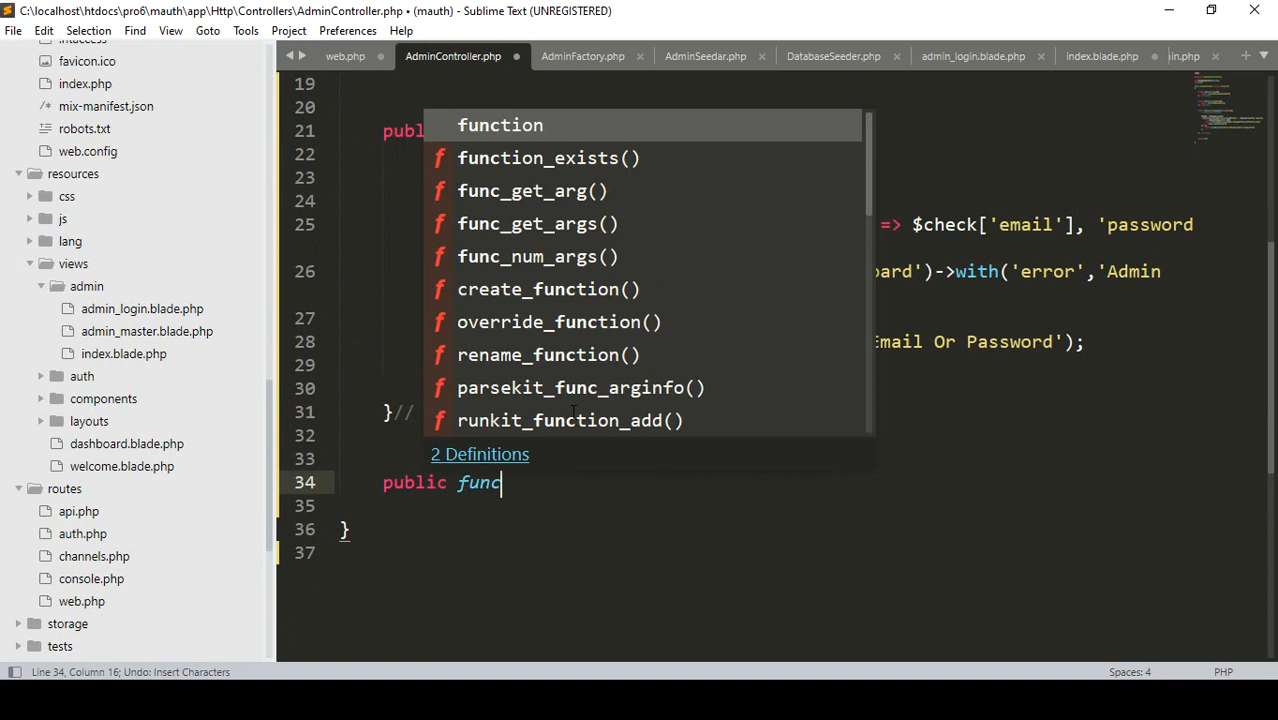 C:\localhost\htdocs\pro6\mauth\app\Http\Controllers\AdminController.php • (mauth) - Sublime Text (UNREGISTERED)
File Edit Selection Find View Goto Tools Project Preferences Help
web.php AdminController.php AdminFactory.php AdminSeedar.php DatabaseSeeder.php admin_login.blade.php index.blade.php in.php
.htaccess
favicon.ico
index.php
mix-manifest.json
robots.txt
web.config
resources
css
js
lang
views
admin
admin_login.blade.php
admin_master.blade.php
index.blade.php
auth
components
layouts
dashboard.blade.php
welcome.blade.php
routes
api.php
auth.php
channels.php
console.php
web.php
storage
tests
19
20
21 publ
22
23
24
25 => $check['email'], 'password
26 oard')->with('error','Admin
27
28 Email Or Password');
29
30
31 }//
32
33
34 public func
35
36 }
37
function
f function_exists()
f func_get_arg()
f func_get_args()
f func_num_args()
f create_function()
f override_function()
f rename_function()
f parsekit_func_arginfo()
f runkit_function_add()
2 Definitions
Line 34, Column 16; Undo: Insert Characters
Spaces: 4 PHP